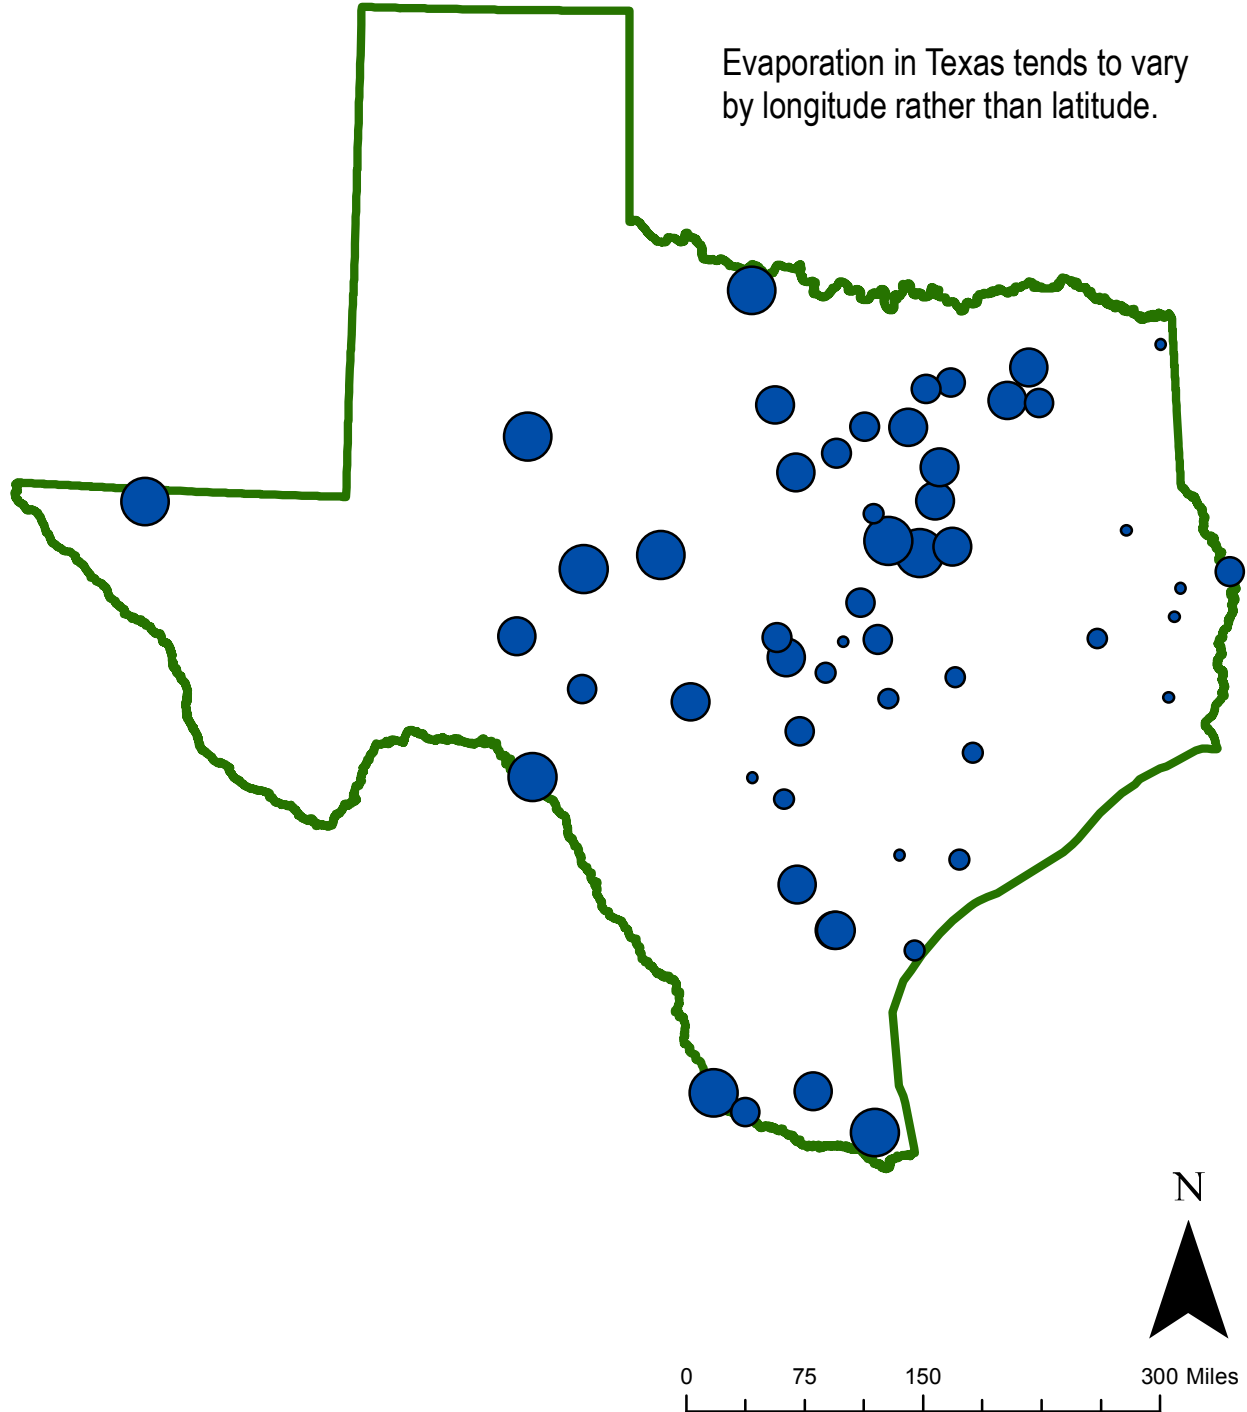 Evaporation in Texas tends to vary
by longitude rather than latitude.
N
0 75 150 300 Miles